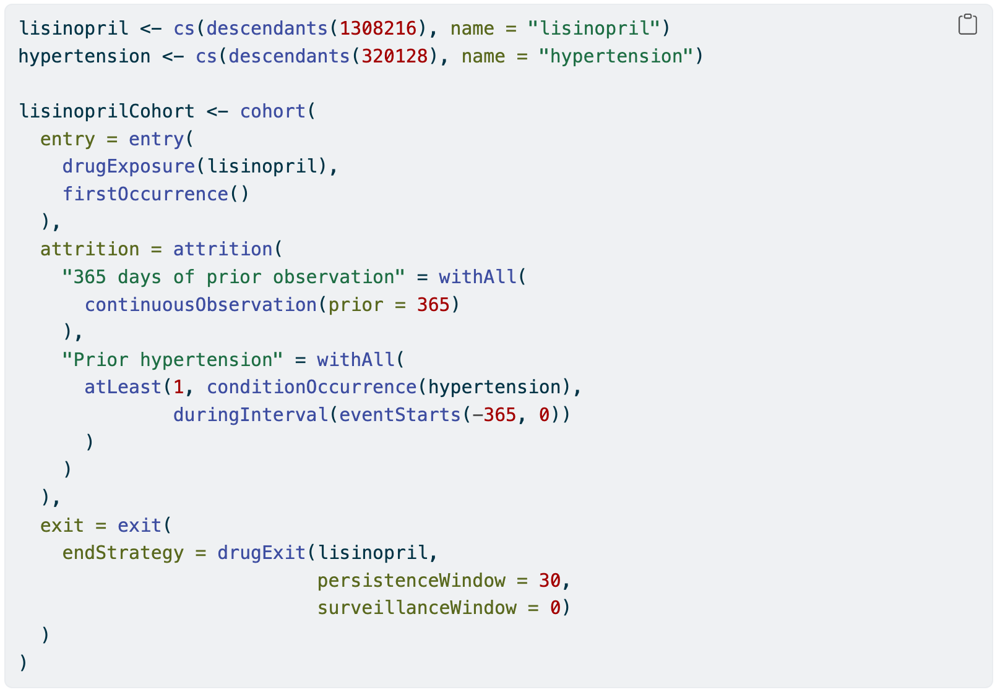 lisinopril <- cs(descendants(1308216), name = "lisinopril")
hypertension <- cs(descendants(320128), name = "hypertension")

lisinoprilCohort <- cohort(
  entry = entry(
    drugExposure(lisinopril),
    firstOccurrence()
  ),
  attrition = attrition(
    "365 days of prior observation" = withAll(
      continuousObservation(prior = 365)
    ),
    "Prior hypertension" = withAll(
      atLeast(1, conditionOccurrence(hypertension),
              duringInterval(eventStarts(-365, 0))
      )
    )
  ),
  exit = exit(
    endStrategy = drugExit(lisinopril,
                           persistenceWindow = 30,
                           surveillanceWindow = 0)
  )
)